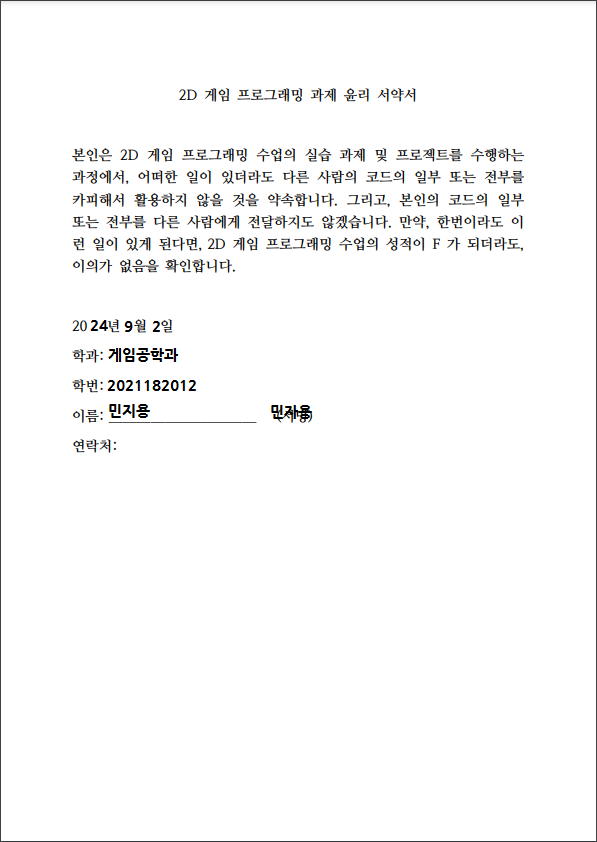 2D 게임 프로그래밍 과제 윤리 서약서
본인은 2D 게임 프로그래밍 수업의 실습 과제 및 프로젝트를 수행하는
과정에서, 어떠한 일이 있더라도 다른 사람의 코드의 일부 또는 전부를
카피해서 활용하지 않을 것을 약속합니다. 그리고, 본인의 코드의 일부
또는 전부를 다른 사람에게 전달하지도 않겠습니다. 만약, 한번이라도 이
런 일이 있게 된다면, 2D 게임 프로그래밍 수업의 성적이 F 가 되더라도,
이의가 없음을 확인합니다.
2024년 9월 2일
학과: 게임공학과
학번: 2021182012
이름: 민지용 민지용
연락처: